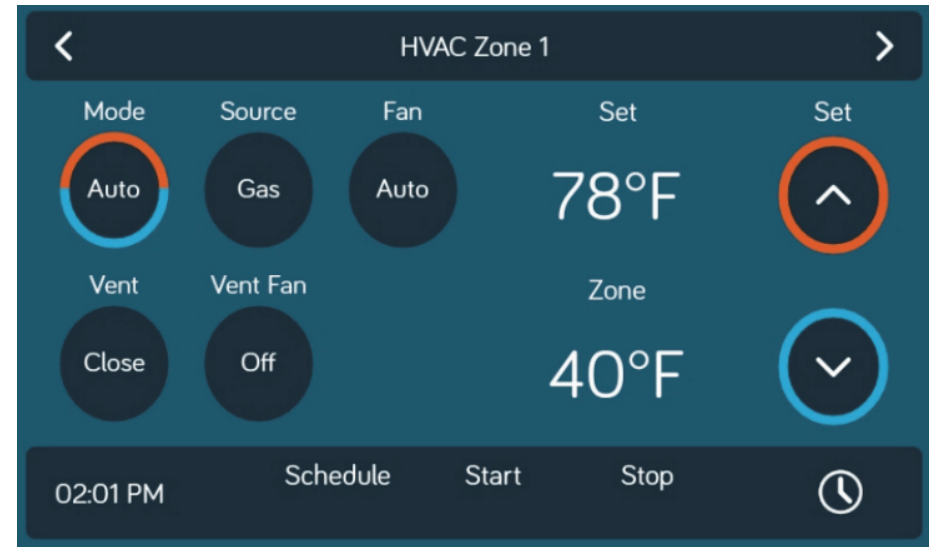 HVAC Zone 1
Mode Source Fan Set Set
Auto Gas Auto 78°F
Vent Vent Fan Zone
Close Off 40°F
02:01 PM Schedule Start Stop